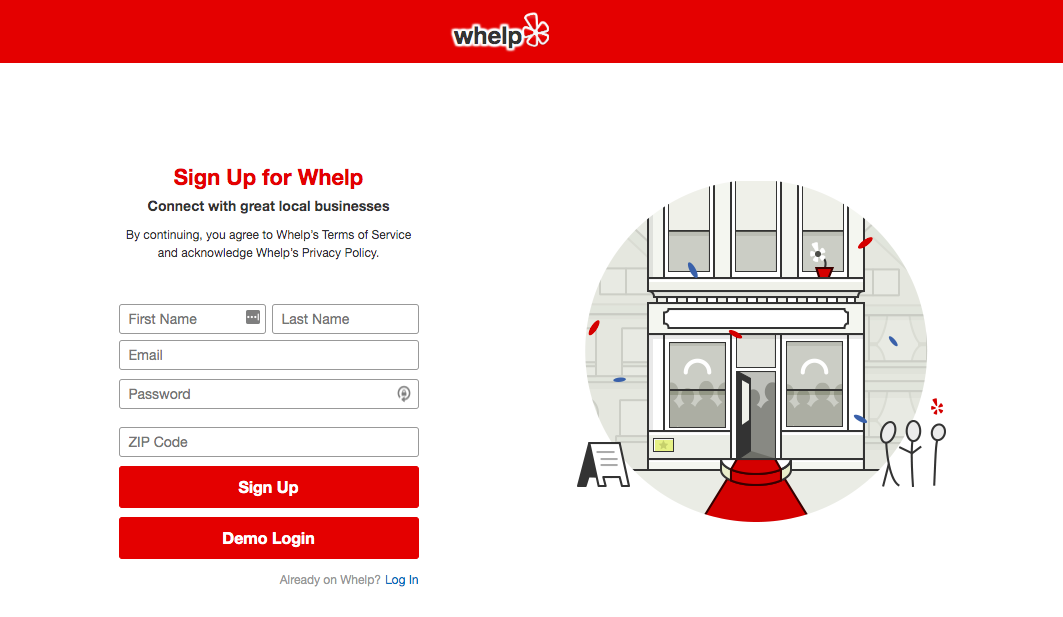 whelp
Sign Up for Whelp
Connect with great local businesses
By continuing, you agree to Whelp's Terms of Service
and acknowledge Whelp's Privacy Policy.
First Name Last Name
Email
Password
ZIP Code
Sign Up
Demo Login
Already on Whelp? Log In